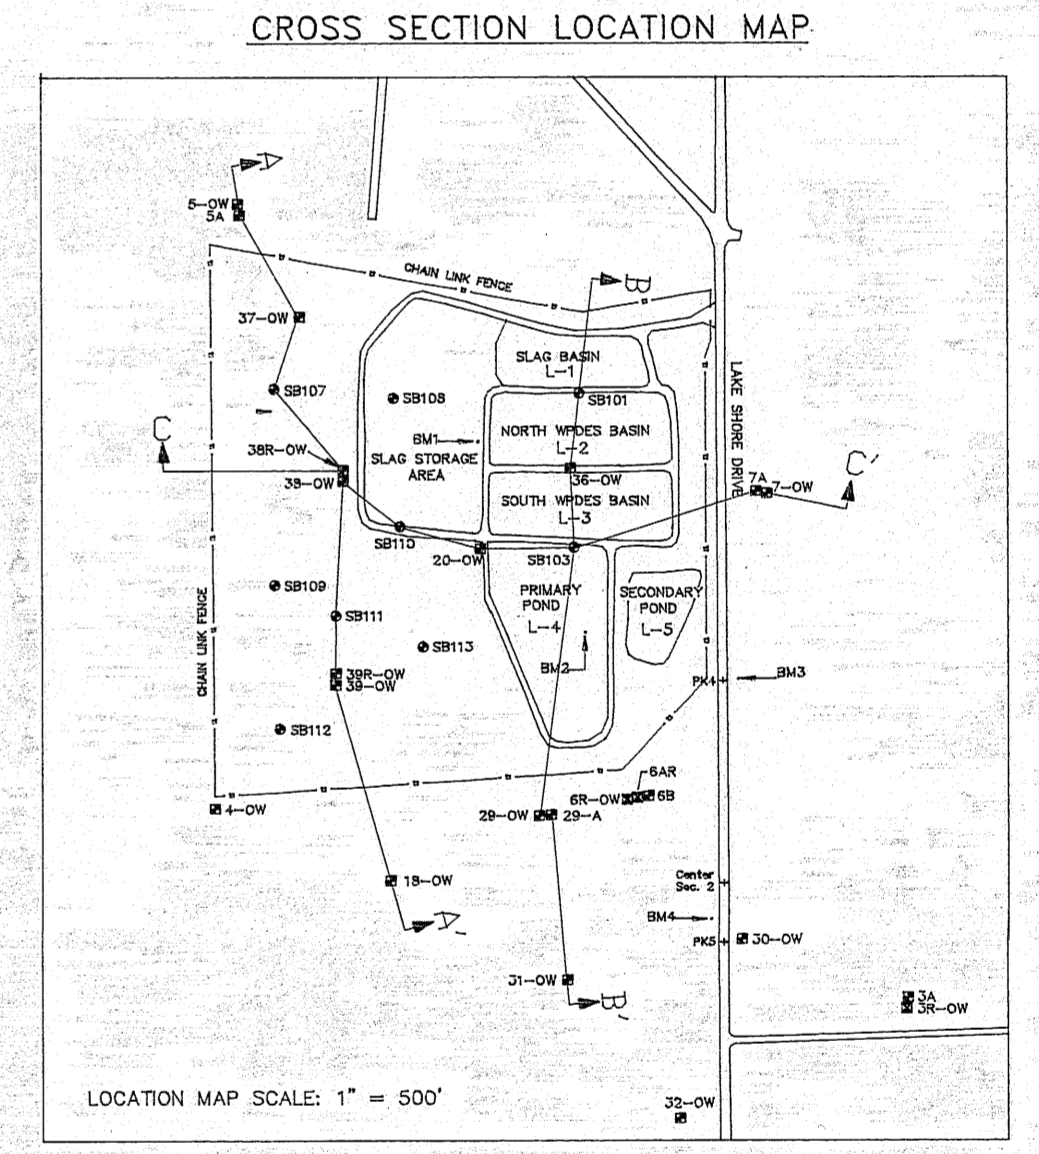 CROSS SECTION LOCATION MAP
A
5-OW
5A
CHAIN LINK FENCE
B
37-OW
SLAG BASIN
L-1
LAKE SHORE DRIVE
SB107
SB108
SB101
C
BM1
NORTH WPDES BASIN
L-2
38R-OW
SLAG STORAGE
AREA
C'
38-OW
36-OW
7A
7-OW
SOUTH WPDES BASIN
L-3
SB110
20-OW
SB103
SB109
PRIMARY
POND
L-4
SECONDARY
POND
L-5
CHAIN LINK FENCE
SB111
SB113
BM2
39R-OW
39-OW
PK4
BM3
SB112
6AR
6R-OW
6B
4-OW
29-OW
29-A
18-OW
Center
Sec. 2
A'
BM4
PK5
30-OW
31-OW
B'
3A
3R-OW
LOCATION MAP SCALE: 1" = 500'
32-OW